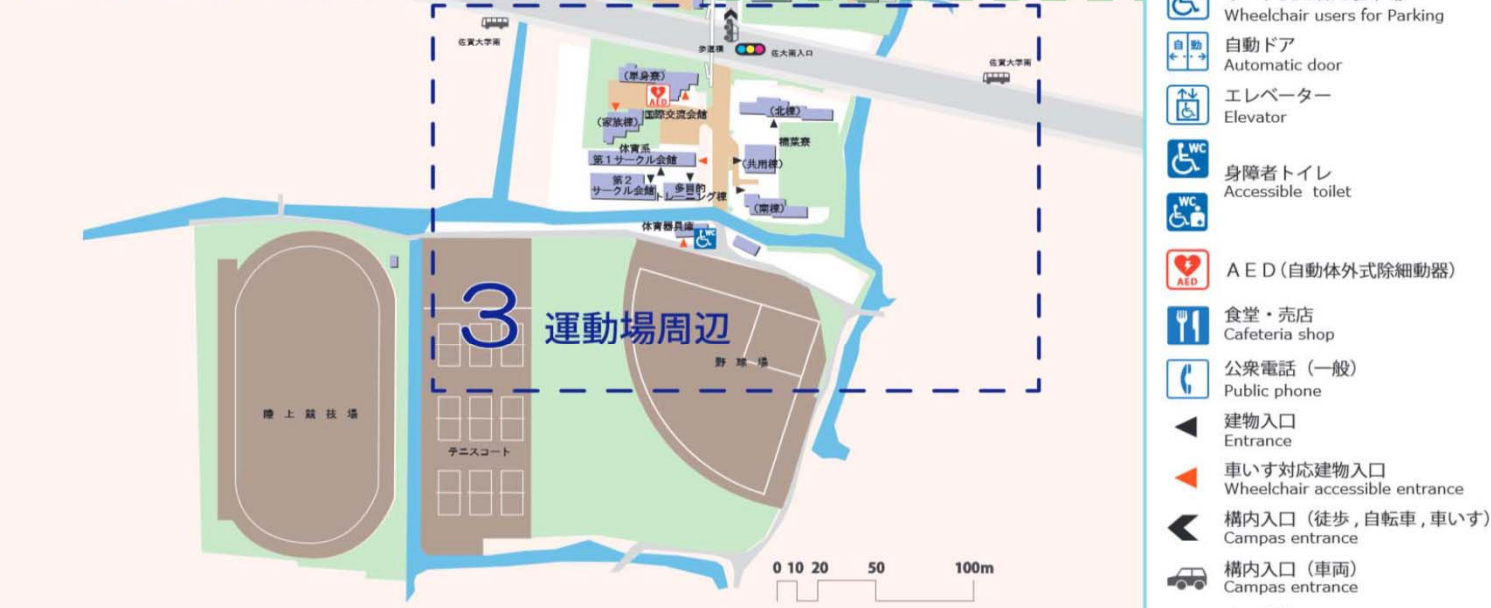 佐賀大学南
歩道橋
佐大南入口
佐賀大学南
(単身寮)
AED
国際交流会館
(家族棟)
(北棟)
楠葉寮
体育系
第1サークル会館
(共用棟)
第2
サークル会館
多目的
トレーニング棟
(南棟)
体育器具庫
WC
3 運動場周辺
野球場
陸上競技場
テニスコート
0 10 20 50 100m
Wheelchair users for Parking
自動
自動ドア
Automatic door
エレベーター
Elevator
WC
身障者トイレ
Accessible toilet
WC
AED
AED(自動体外式除細動器)
食堂・売店
Cafeteria shop
公衆電話(一般)
Public phone
建物入口
Entrance
車いす対応建物入口
Wheelchair accessible entrance
構内入口(徒歩,自転車,車いす)
Campas entrance
構内入口(車両)
Campas entrance